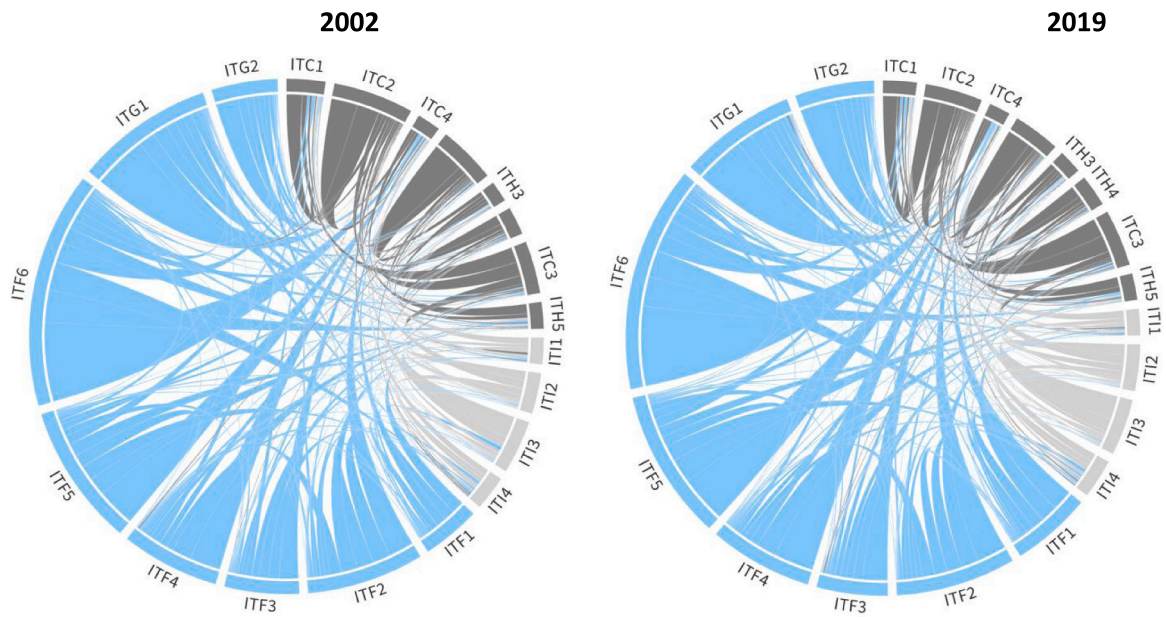 2002
2019
ITG2
ITC1
ITC2
ITC4
ITH3
ITC3
ITH5
ITI1
ITI2
ITI3
ITI4
ITF1
ITF2
ITF3
ITF4
ITF5
ITF6
ITG1
ITG2
ITC1
ITC2
ITC4
ITH3
ITH4
ITC3
ITH5
ITI1
ITI2
ITI3
ITI4
ITF1
ITF2
ITF3
ITF4
ITF5
ITF6
ITG1